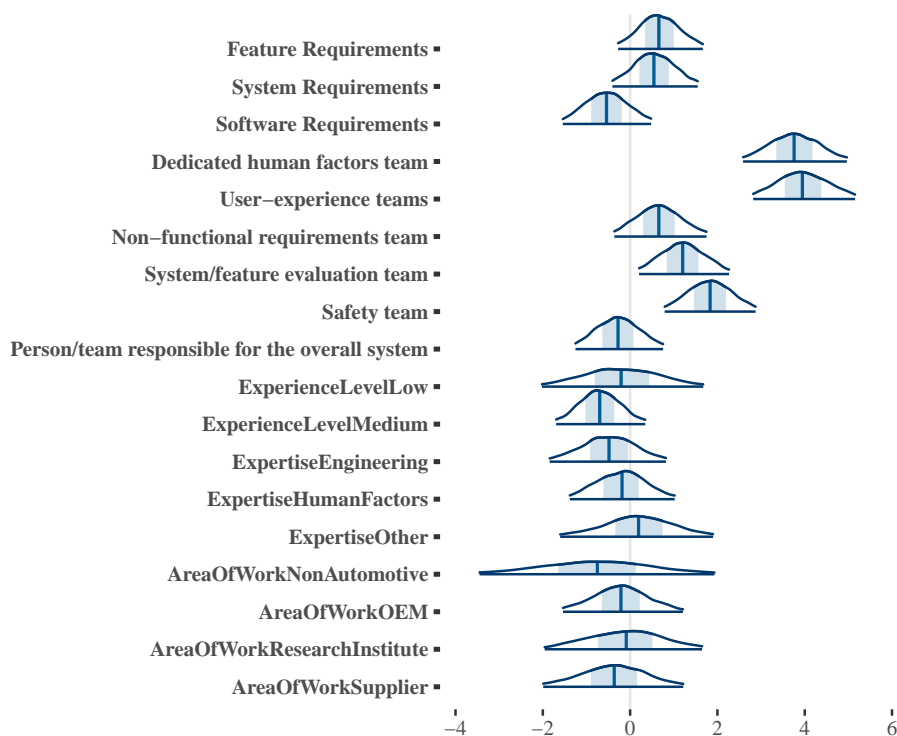 Feature Requirements
System Requirements
Software Requirements
Dedicated human factors team
User−experience teams
Non−functional requirements team
System/feature evaluation team
Safety team
Person/team responsible for the overall system
ExperienceLevelLow
ExperienceLevelMedium
ExpertiseEngineering
ExpertiseHumanFactors
ExpertiseOther
AreaOfWorkNonAutomotive
AreaOfWorkOEM
AreaOfWorkResearchInstitute
AreaOfWorkSupplier
−4 −2 0 2 4 6